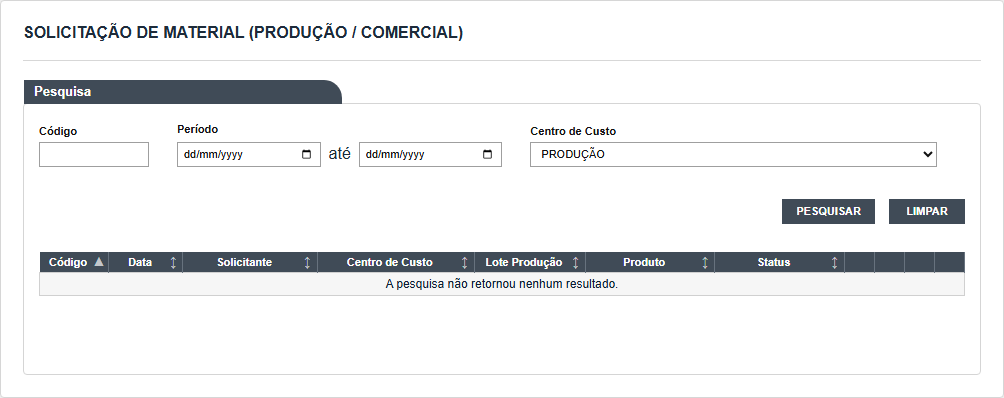 SOLICITAÇÃO DE MATERIAL (PRODUÇÃO / COMERCIAL)
Pesquisa
Código
Período
Centro de Custo
dd/mm/yyyy até dd/mm/yyyy
PRODUÇÃO
PESQUISAR LIMPAR
Código Data Solicitante Centro de Custo Lote Produção Produto Status
A pesquisa não retornou nenhum resultado.